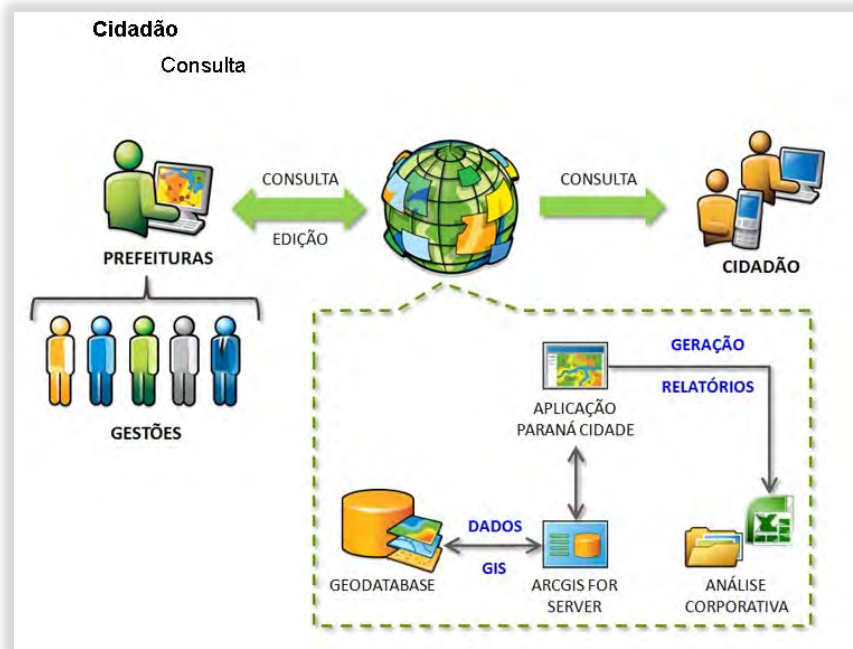 Cidadão
Consulta
CONSULTA
EDIÇÃO
PREFEITURAS
CONSULTA
CIDADÃO
GESTÕES
GERAÇÃO
RELATÓRIOS
APLICAÇÃO
PARANÁ CIDADE
DADOS
GIS
GEODATABASE
ARCGIS FOR
SERVER
ANÁLISE
CORPORATIVA